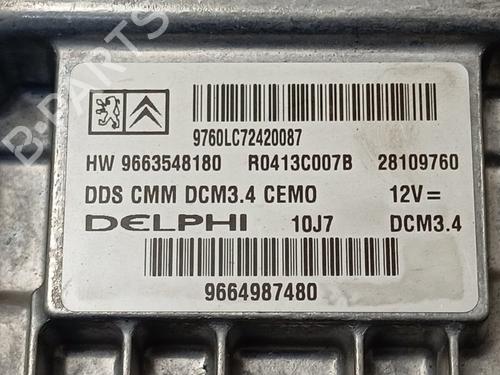 9760LC72420087
HW 9663548180 R0413C007B 28109760
DDS CMM DCM3.4 CEMO 12V=
DELPHI 10J7 DCM3.4
9664987480
B-PARTS